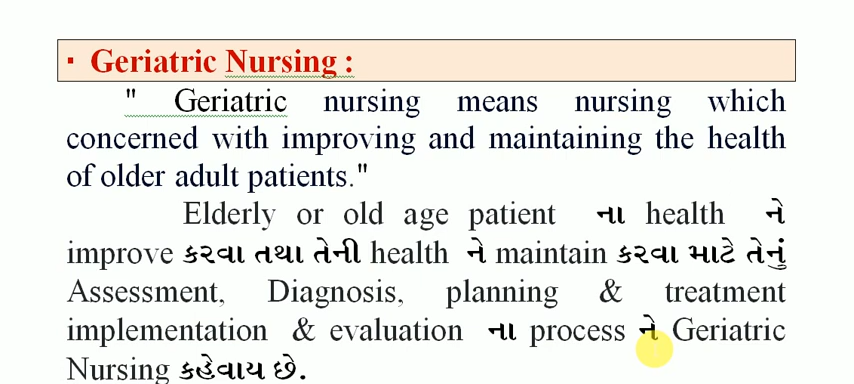 ▪ Geriatric Nursing :
" Geriatric nursing means nursing which
concerned with improving and maintaining the health
of older adult patients."
Elderly or old age patient ના health ને
improve કરવા તથા તેની health ને maintain કરવા માટે તેનું
Assessment, Diagnosis, planning & treatment
implementation & evaluation ના process ને Geriatric
Nursing કહેવાય છે.